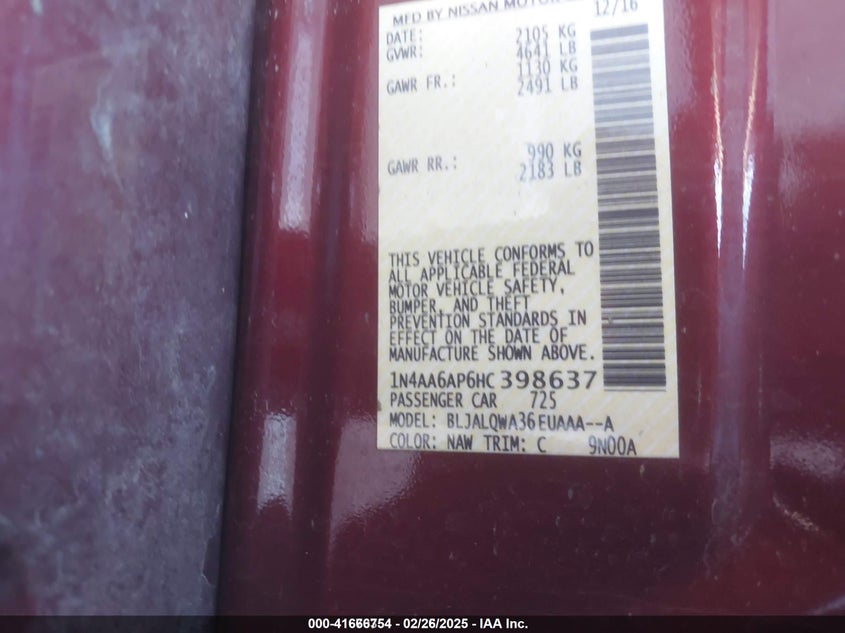 MFD BY NISSAN MOTOR
DATE: 12/16
GVWR: 2105 KG
4641 LB
GAWR FR.: 1130 KG
2491 LB
GAWR RR.: 990 KG
2183 LB
THIS VEHICLE CONFORMS TO
ALL APPLICABLE FEDERAL
MOTOR VEHICLE SAFETY,
BUMPER, AND THEFT
PREVENTION STANDARDS IN
EFFECT ON THE DATE OF
MANUFACTURE SHOWN ABOVE.
1N4AA6AP6HC398637
PASSENGER CAR 725
MODEL: BLJALQWA36EUAAA--A
COLOR: NAW TRIM: C 9N00A
000-41666754 - 02/26/2025 - IAA Inc.